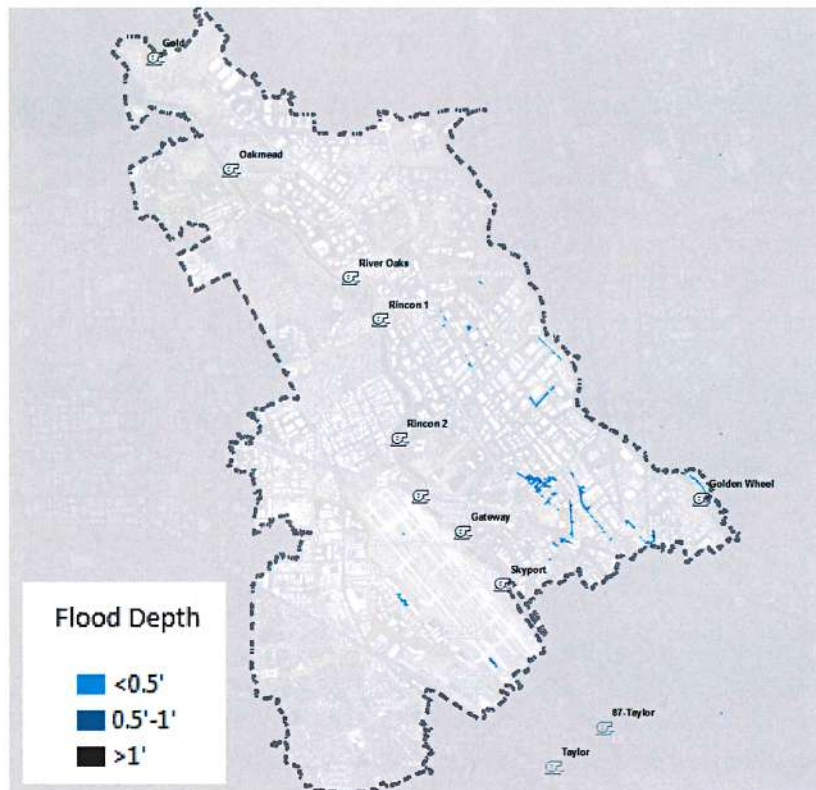 Gold
Oakmead
River Oaks
Rincon 1
Rincon 2
Golden Wheel
Gateway
Skyport
Flood Depth
<0.5'
0.5'-1'
>1'
87-Taylor
Taylor